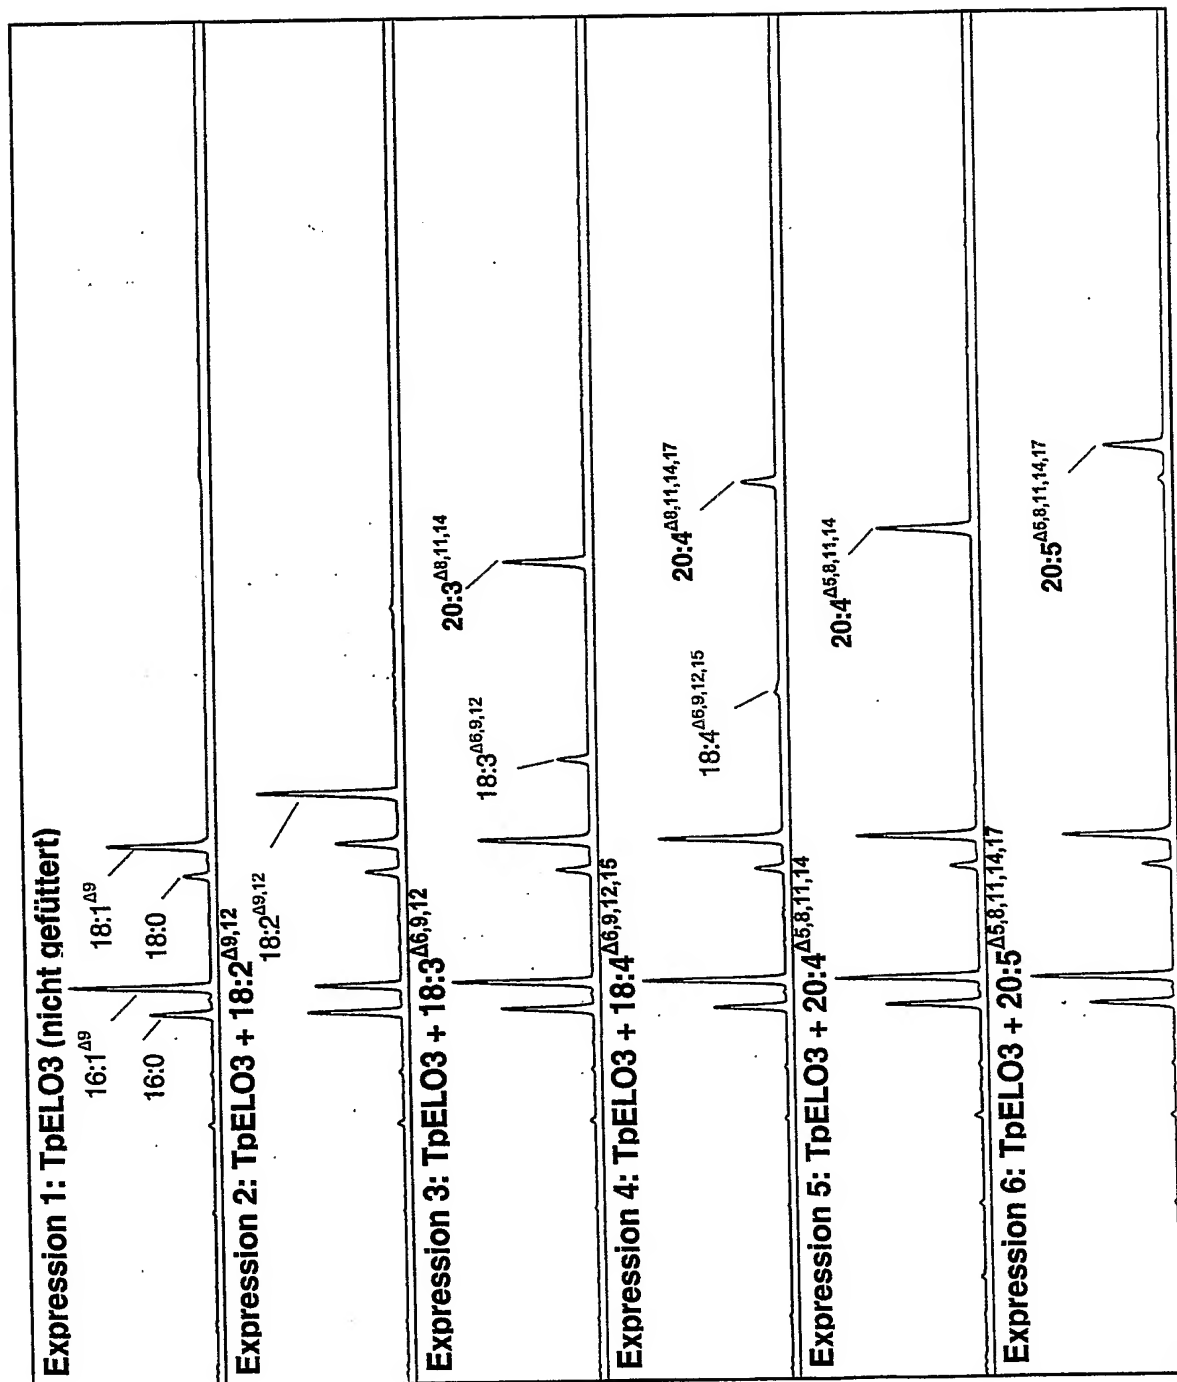 Expression 1: TpELO3 (nicht gefüttert)
16:1Δ9
16:0
18:1Δ9
18:0
Expression 2: TpELO3 + 18:2Δ9,12
18:2Δ9,12
Expression 3: TpELO3 + 18:3Δ6,9,12
18:3Δ6,9,12
20:3Δ8,11,14
Expression 4: TpELO3 + 18:4Δ6,9,12,15
18:4Δ6,9,12,15
20:4Δ8,11,14,17
Expression 5: TpELO3 + 20:4Δ5,8,11,14
20:4Δ5,8,11,14
Expression 6: TpELO3 + 20:5Δ5,8,11,14,17
20:5Δ5,8,11,14,17